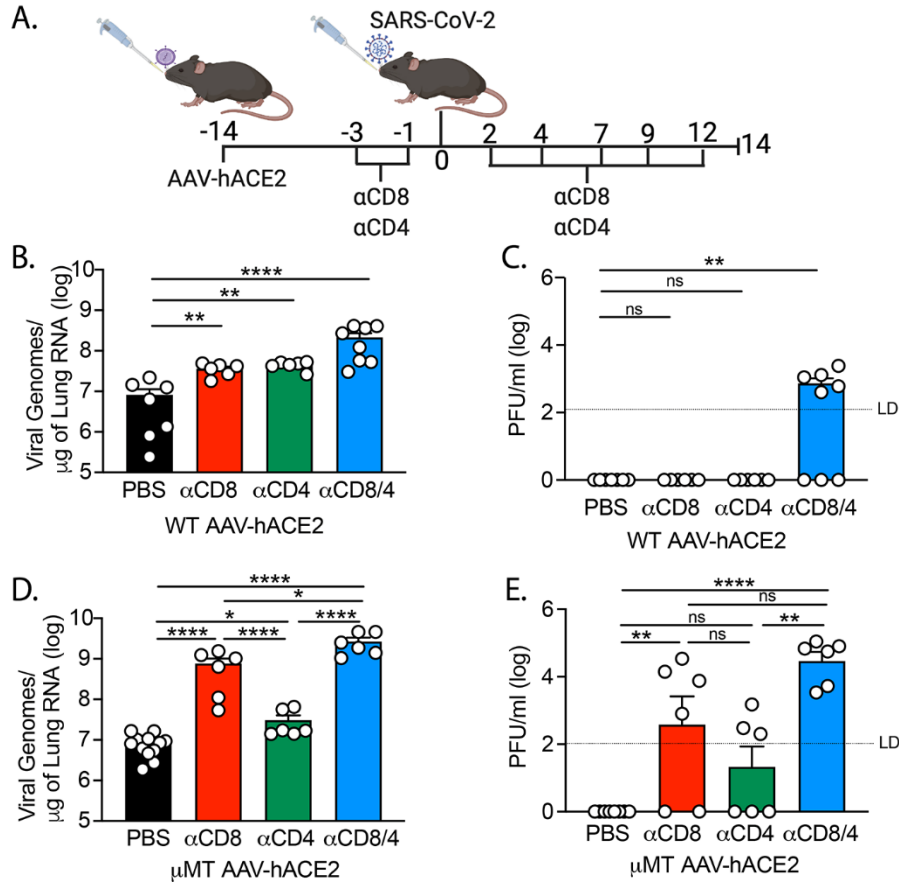 A.
SARS-CoV-2
-14 -3 -1 0 2 4 7 9 12 14
AAV-hACE2
αCD8 αCD8
αCD4 αCD4
B.
Viral Genomes/
μg of Lung RNA (log)
10
9
8
7
6
5
****
**
**
PBS αCD8 αCD4 αCD8/4
WT AAV-hACE2
C.
PFU/ml (log)
6
4
2
0
**
ns
ns
LD
PBS αCD8 αCD4 αCD8/4
WT AAV-hACE2
D.
Viral Genomes/
μg of Lung RNA (log)
10
9
8
7
6
5
****
*
*
**** **** ****
PBS αCD8 αCD4 αCD8/4
μMT AAV-hACE2
E.
PFU/ml (log)
6
4
2
0
****
ns
ns
** ns **
LD
PBS αCD8 αCD4 αCD8/4
μMT AAV-hACE2